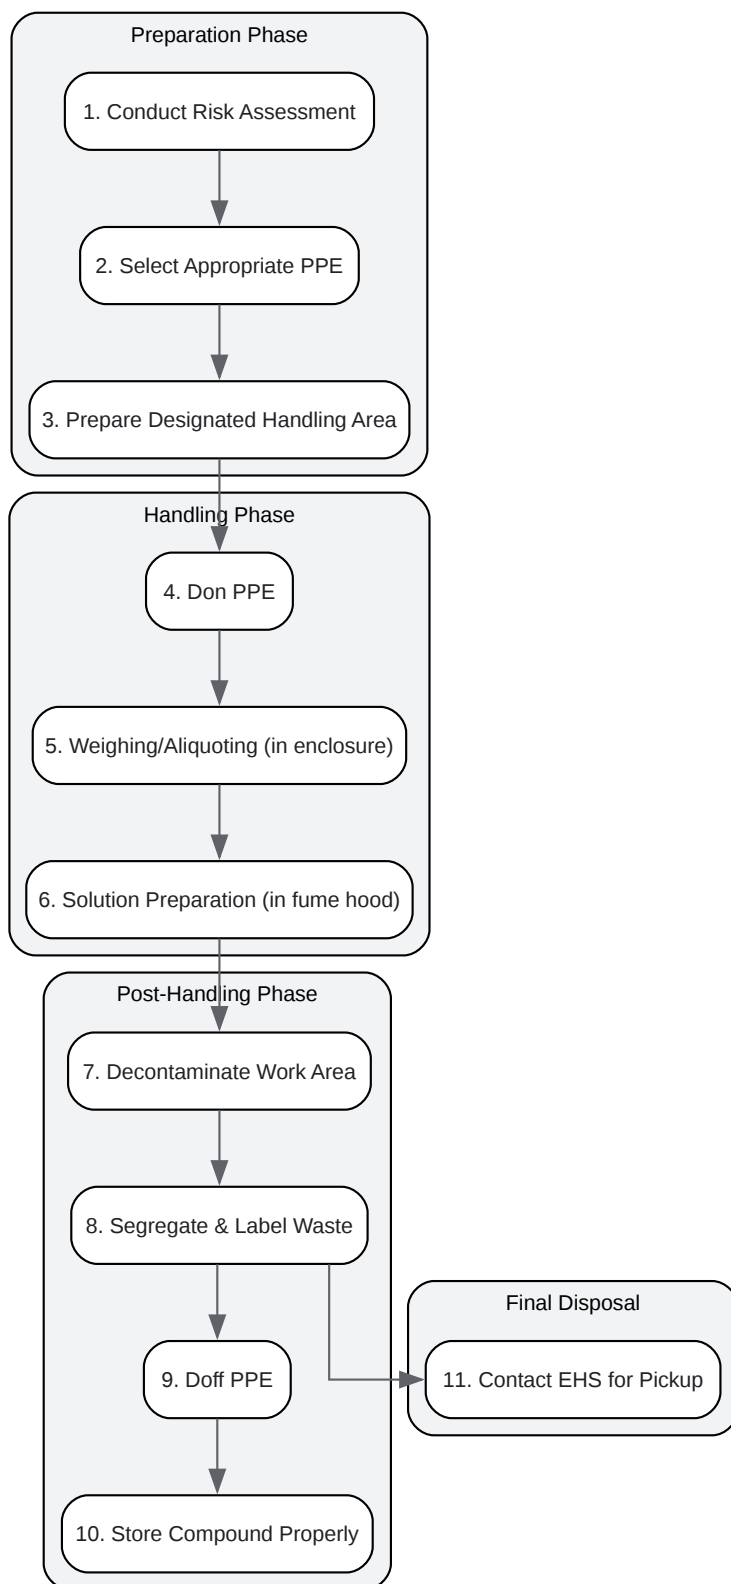 Preparation Phase
1. Conduct Risk Assessment
2. Select Appropriate PPE
3. Prepare Designated Handling Area
Handling Phase
4. Don PPE
5. Weighing/Aliquoting (in enclosure)
6. Solution Preparation (in fume hood)
Post-Handling Phase
7. Decontaminate Work Area
8. Segregate & Label Waste
9. Doff PPE
10. Store Compound Properly
Final Disposal
11. Contact EHS for Pickup